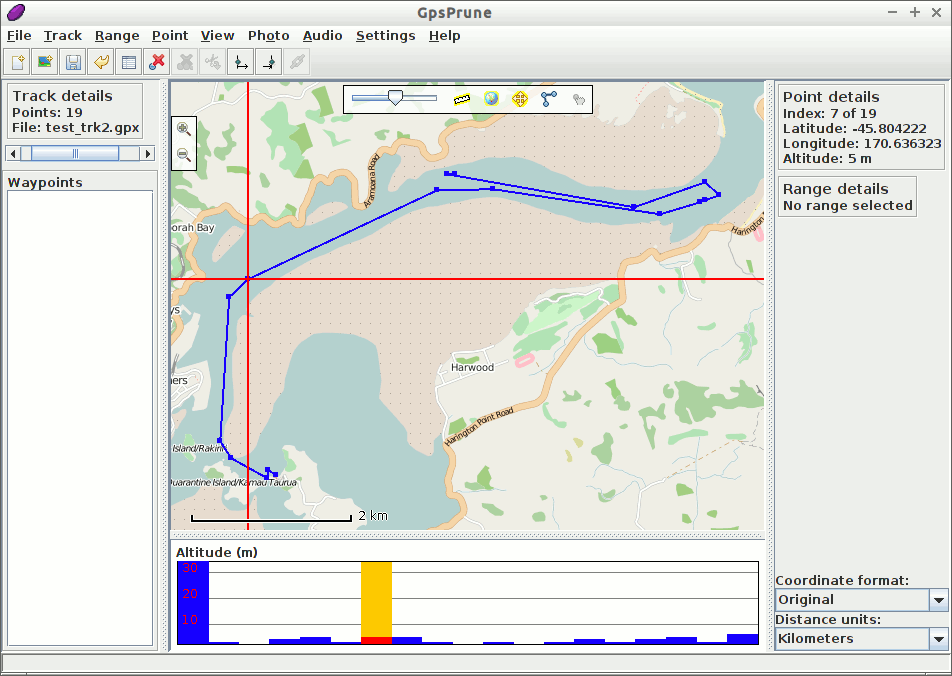 GpsPrune
File Track Range Point View Photo Audio Settings Help
Track details
Points: 19
File: test_trk2.gpx
Waypoints
Aramoana Road
orah Bay
ys
ners
Harwood
Harington Point Road
Harington
Island/Rakiri
Quarantine Island/Kamau Taurua
2 km
Altitude (m)
30
20
10
Point details
Index: 7 of 19
Latitude: -45.804222
Longitude: 170.636323
Altitude: 5 m
Range details
No range selected
Coordinate format:
Original
Distance units:
Kilometers